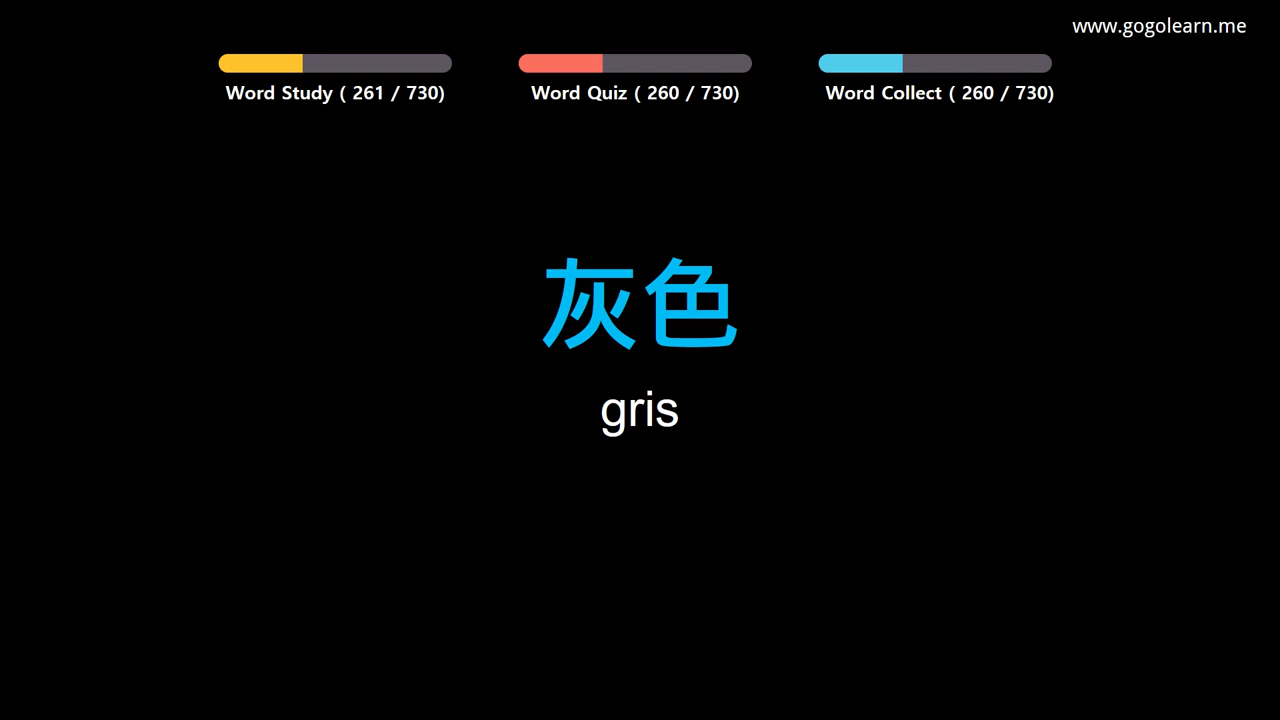 www.gogolearn.me
Word Study ( 261 / 730)
Word Quiz ( 260 / 730)
Word Collect ( 260 / 730)
灰色
gris